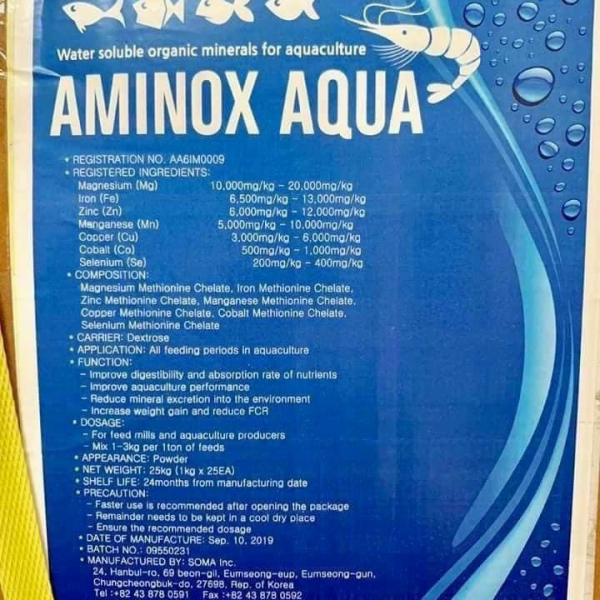 Water soluble organic minerals for aquaculture
AMINOX AQUA
• REGISTRATION NO. AA6IM0009
• REGISTERED INGREDIENTS:
Magnesium (Mg) 10,000mg/kg - 20,000mg/kg
Iron (Fe) 6,500mg/kg - 13,000mg/kg
Zinc (Zn) 6,000mg/kg - 12,000mg/kg
Manganese (Mn) 5,000mg/kg - 10,000mg/kg
Copper (Cu) 3,000mg/kg - 6,000mg/kg
Cobalt (Co) 500mg/kg - 1,000mg/kg
Selenium (Se) 200mg/kg - 400mg/kg
• COMPOSITION:
Magnesium Methionine Chelate, Iron Methionine Chelate,
Zinc Methionine Chelate, Manganese Methionine Chelate,
Copper Methionine Chelate, Cobalt Methionine Chelate,
Selenium Methionine Chelate
• CARRIER: Dextrose
• APPLICATION: All feeding periods in aquaculture
• FUNCTION:
- Improve digestibility and absorption rate of nutrients
- Improve aquaculture performance
- Reduce mineral excretion into the environment
- Increase weight gain and reduce FCR
• DOSAGE:
- For feed mills and aquaculture producers
- Mix 1-3kg per 1ton of feeds
• APPEARANCE: Powder
• NET WEIGHT: 25kg (1kg x 25EA)
• SHELF LIFE: 24months from manufacturing date
• PRECAUTION:
- Faster use is recommended after opening the package
- Remainder needs to be kept in a cool dry place
- Ensure the recommended dosage
• DATE OF MANUFACTURE: Sep. 10, 2019
• BATCH NO.: 09550231
• MANUFACTURED BY: SOMA Inc.
24, Hanbul-ro, 69 beon-gil, Eumseong-eup, Eumseong-gun,
Chungcheongbuk-do, 27698, Rep. of Korea
Tel :+82 43 878 0591 Fax :+82 43 878 0592